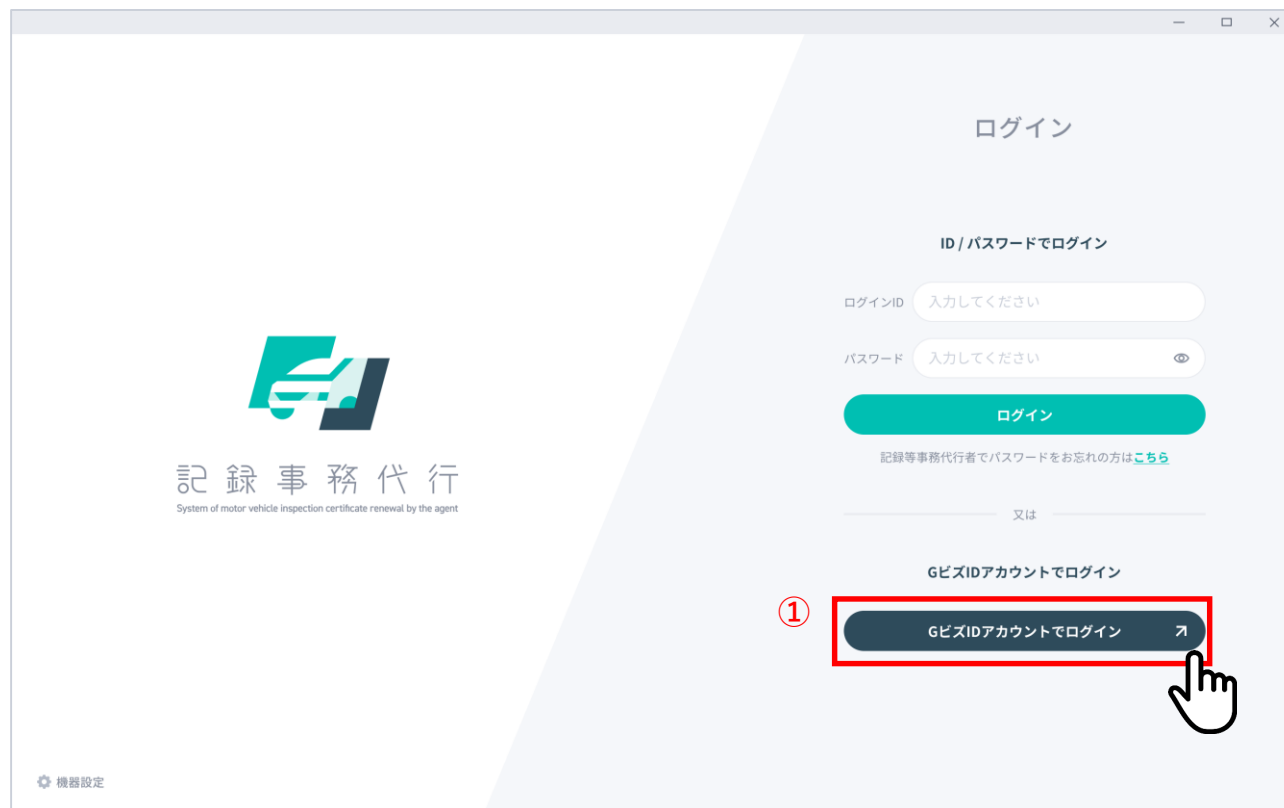 ログイン
ID / パスワードでログイン
ログインID
入力してください
パスワード
入力してください
ログイン
記録等事務代行者でパスワードをお忘れの方はこちら
又は
GビズIDアカウントでログイン
①
GビズIDアカウントでログイン
記録事務代行
System of motor vehicle inspection certificate renewal by the agent
機器設定